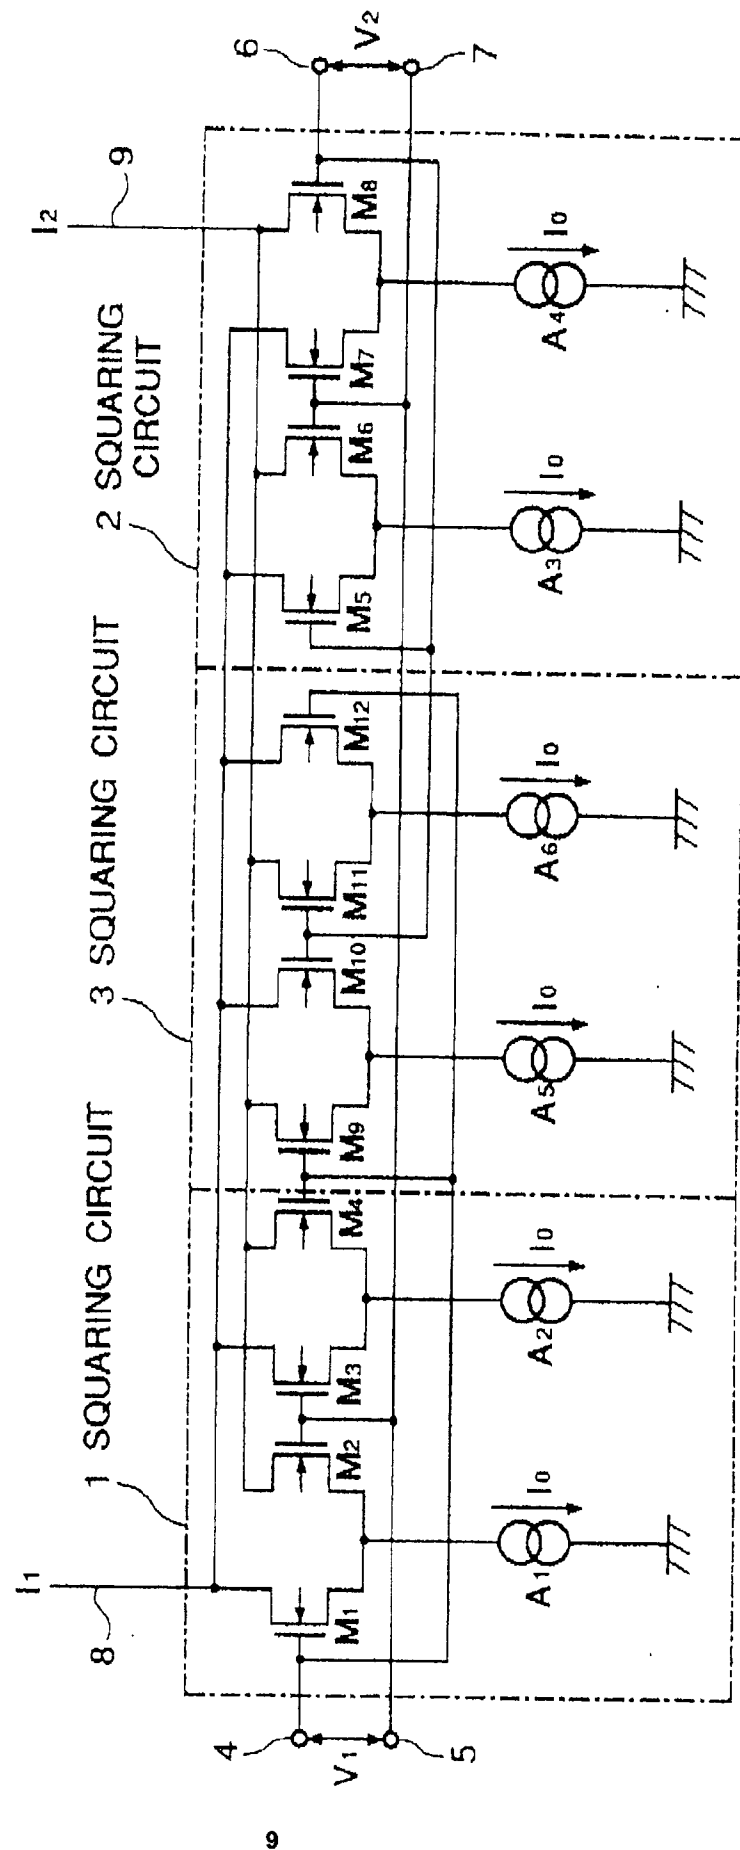 I1
I2
8
9
1 SQUARING CIRCUIT
3 SQUARING CIRCUIT
2 SQUARING
CIRCUIT
4
V1
5
6
V2
7
M1
M2
M3
M4
M9
M10
M11
M12
M5
M6
M7
M8
A1
I0
A2
I0
A5
I0
A6
I0
A3
I0
A4
I0
9